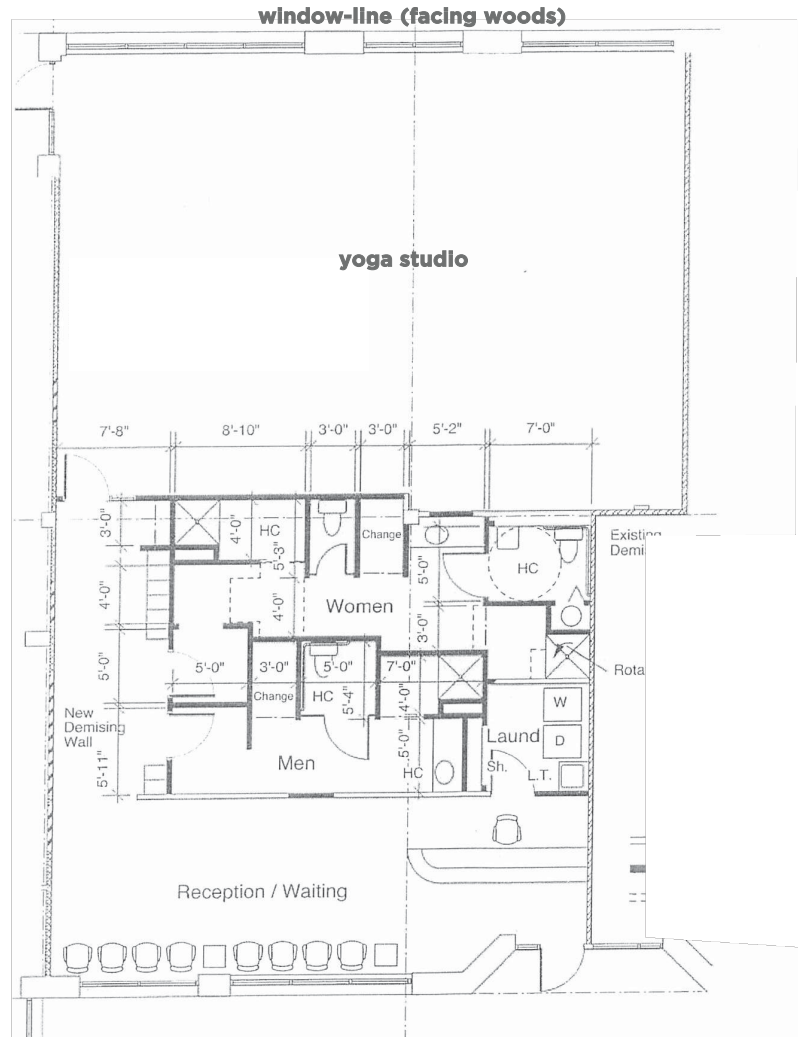 window-line (facing woods)
yoga studio
7'-8"
8'-10"
3'-0"
3'-0"
5'-2"
7'-0"
3'-0"
4'-0"
HC
5'-3"
Change
Existing
Demi
HC
5'-0"
4'-0"
4'-0"
Women
3'-0"
5'-0"
5'-0"
3'-0"
5'-0"
7'-0"
Rota
Change
HC
5'-4"
4'-0"
W
New
Demising
Wall
D
Laund
5'-0"
5'-11"
Men
HC
Sh.
L.T.
Reception / Waiting